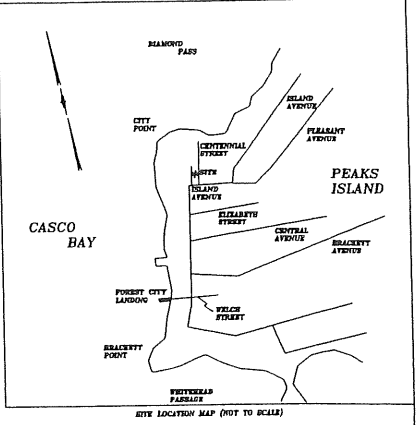 DIAMOND
PASS
ISLAND
AVENUE
CITY
POINT
PLEASANT
AVENUE
CENTENNIAL
STREET
SITE
PEAKS
ISLAND
ISLAND
AVENUE
ELIZABETH
STREET
CASCO
BAY
CENTRAL
AVENUE
BRACKETT
AVENUE
FOREST CITY
LANDING
WELCH
STREET
BRACKETT
POINT
WHITEHEAD
PASSAGE
SITE LOCATION MAP (NOT TO SCALE)